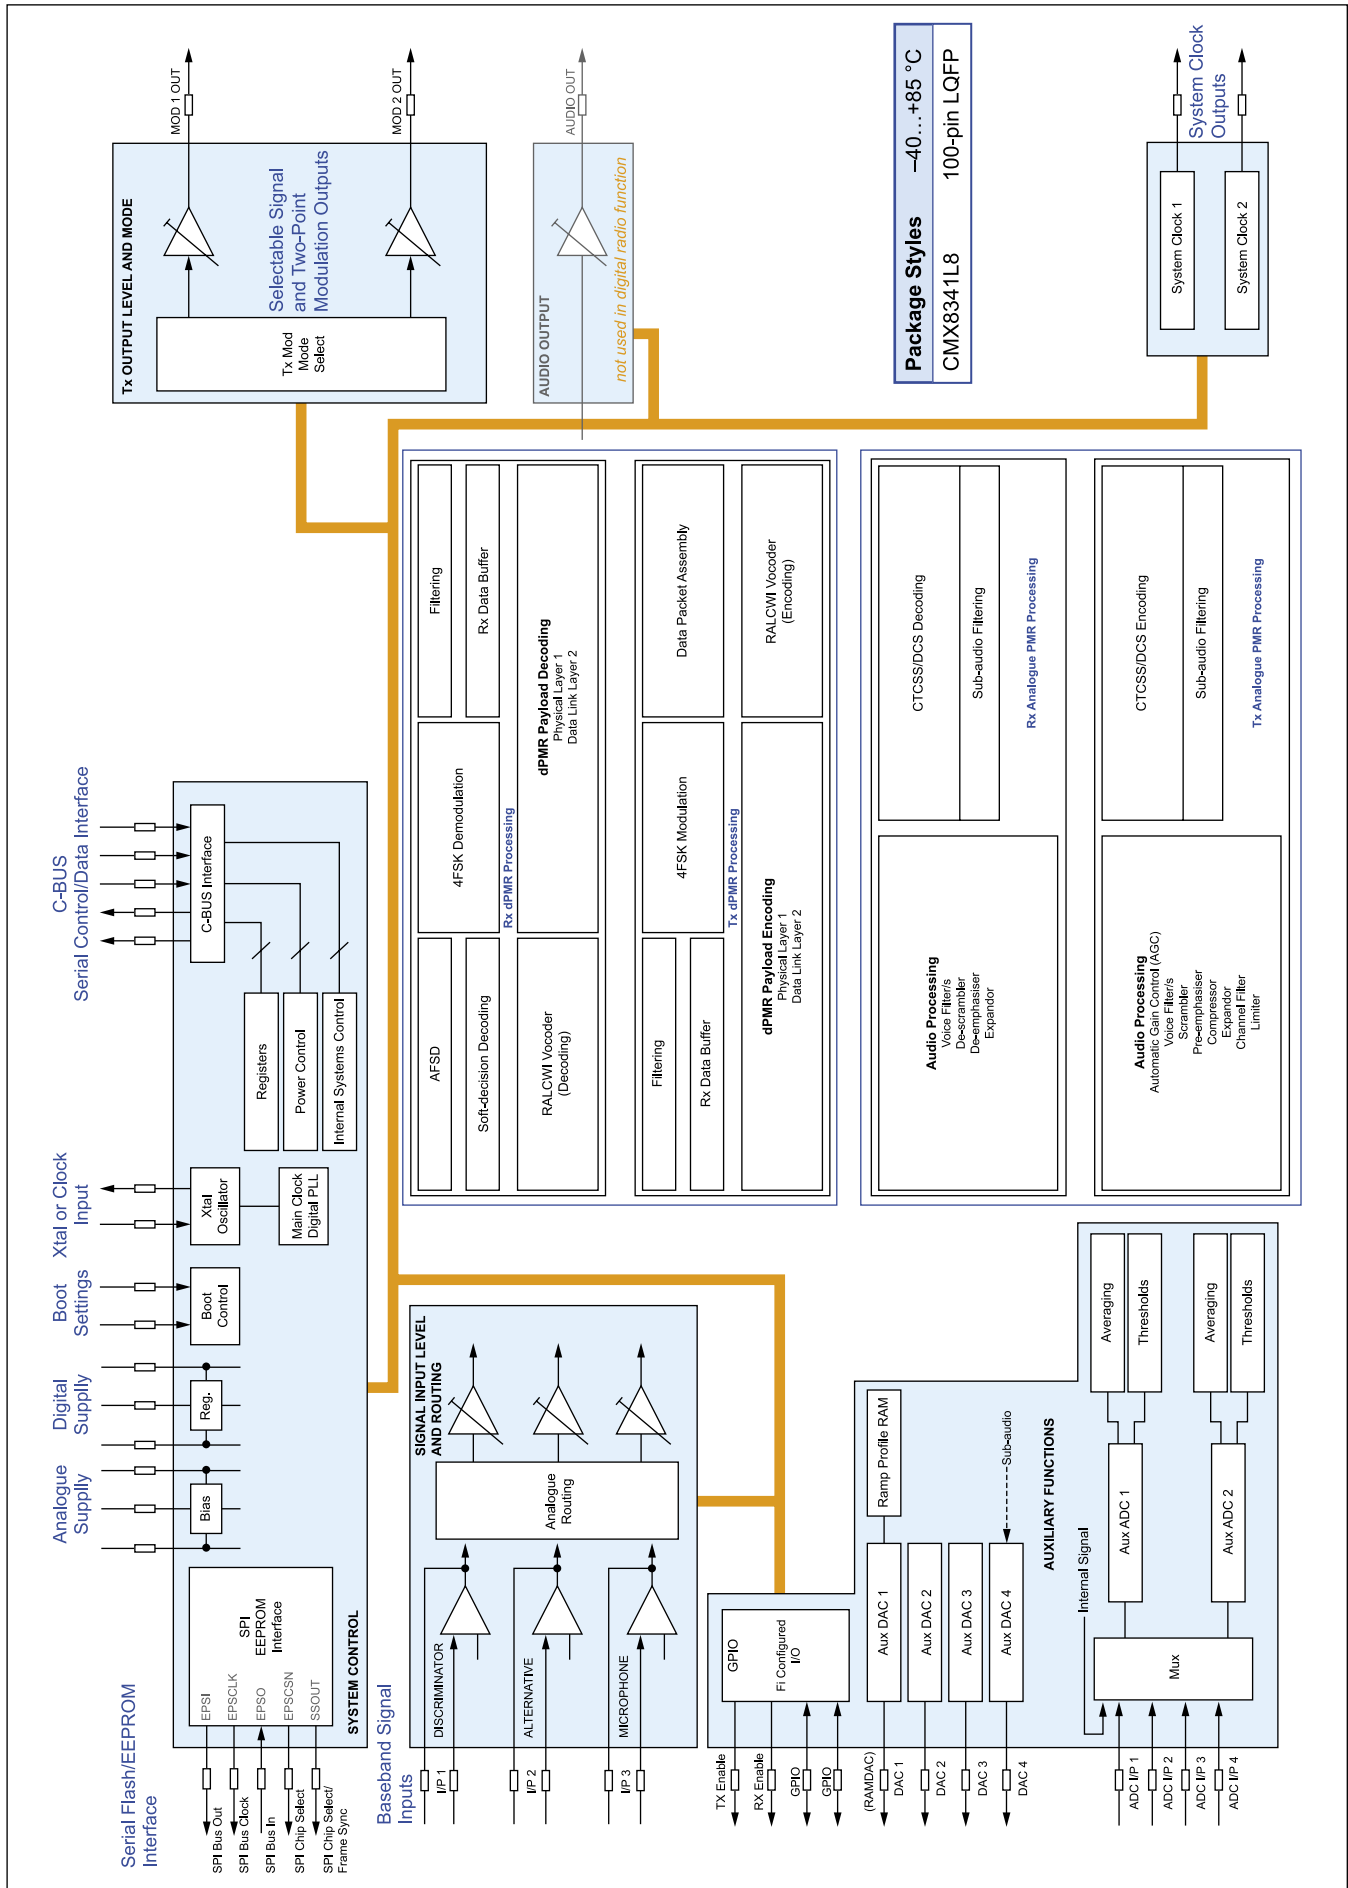 Serial Flash/EEPROM
Interface
Analogue
Supplly
Digital
Supplly
Boot
Settings
Xtal or Clock
Input
C-BUS
Serial Control/Data Interface
SPI Bus Out
SPI Bus Clock
SPI Bus In
SPI Chip Select
SPI Chip Select/
Frame Sync
EPSI
EPSCLK
EPSO
EPSCSN
SSOUT
SPI
EEPROM
Interface
Bias
Reg.
Boot
Control
Xtal
Oscillator
Main Clock
Digital PLL
C-BUS Interface
Registers
Power Control
Internal Systems Control
SYSTEM CONTROL
Tx OUTPUT LEVEL AND MODE
Tx Mod
Mode
Select
Selectable Signal
and Two-Point
Modulation Outputs
MOD 1 OUT
MOD 2 OUT
Baseband Signal
Inputs
I/P 1
I/P 2
I/P 3
DISCRIMINATOR
ALTERNATIVE
MICROPHONE
SIGNAL INPUT LEVEL
AND ROUTING
Analogue
Routing
AFSD
4FSK Demodulation
Filtering
Soft-decision Decoding
Rx Data Buffer
Rx dPMR Processing
RALCWI Vocoder
(Decoding)
dPMR Payload Decoding
Physical Layer 1
Data Link Layer 2
Filtering
4FSK Modulation
Data Packet Assembly
Rx Data Buffer
Tx dPMR Processing
dPMR Payload Encoding
Physical Layer 1
Data Link Layer 2
RALCWI Vocoder
(Encoding)
AUDIO OUTPUT
not used in digital radio function
AUDIO OUT
TX Enable
RX Enable
GPIO
GPIO
(RAMDAC)
DAC 1
DAC 2
DAC 3
DAC 4
ADC I/P 1
ADC I/P 2
ADC I/P 3
ADC I/P 4
GPIO
Fi Configured
I/O
Aux DAC 1
Ramp Profile RAM
Aux DAC 2
Aux DAC 3
Aux DAC 4
Sub-audio
AUXILIARY FUNCTIONS
Internal Signal
Mux
Aux ADC 1
Averaging
Thresholds
Aux ADC 2
Averaging
Thresholds
Audio Processing
Voice Filter/s
De-scrambler
De-emphasiser
Expandor
CTCSS/DCS Decoding
Sub-audio Filtering
Rx Analogue PMR Processing
Audio Processing
Automatic Gain Control (AGC)
Voice Filter/s
Scrambler
Pre-emphasiser
Compressor
Expandor
Channel Filter
Limiter
CTCSS/DCS Encoding
Sub-audio Filtering
Tx Analogue PMR Processing
Package Styles –40...+85 °C
CMX8341L8 100-pin LQFP
System Clock 1
System Clock 2
System Clock
Outputs